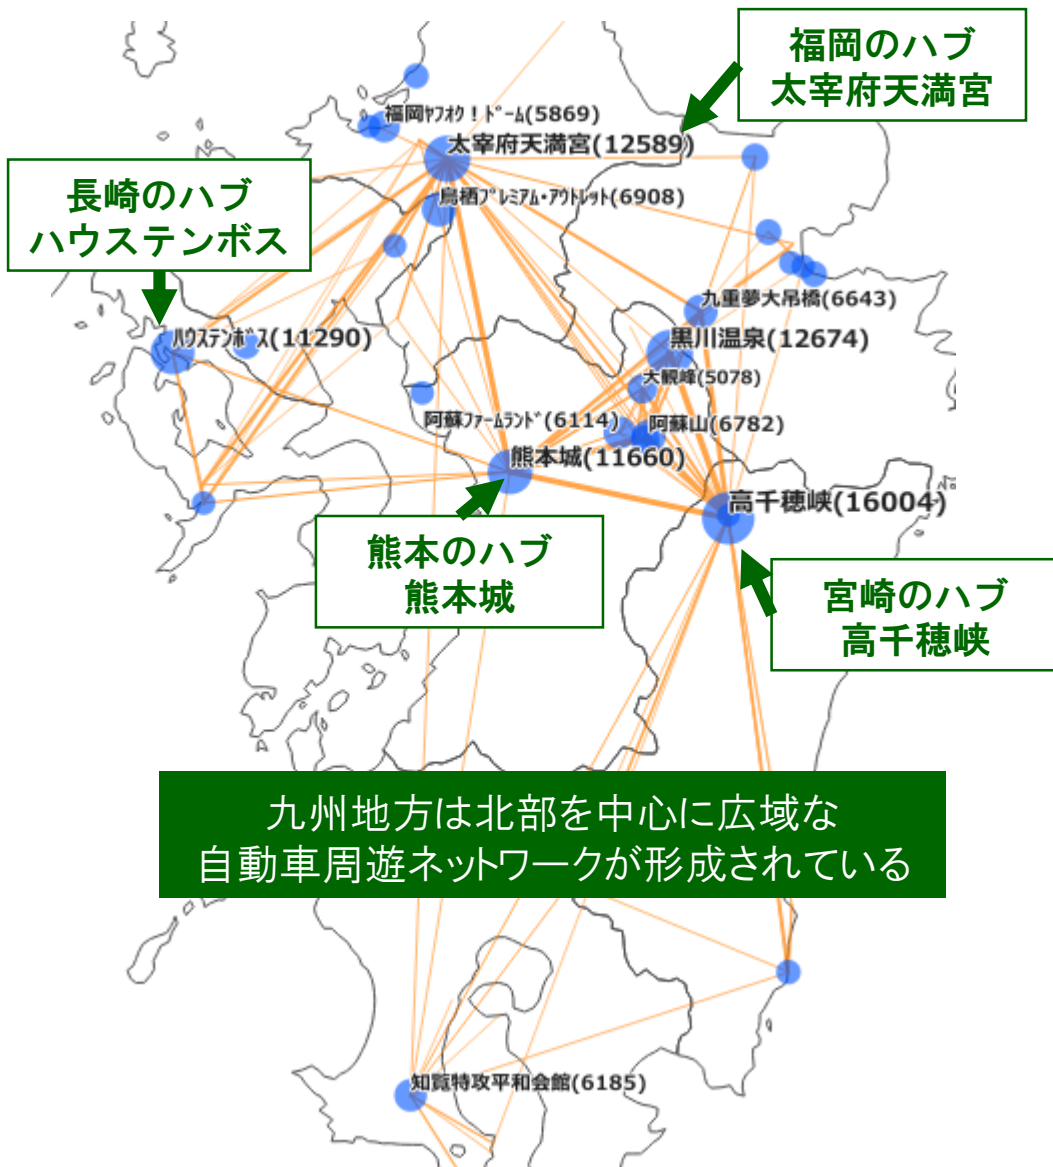 福岡のハブ
太宰府天満宮
福岡ヤフオク！ドーム(5869)
太宰府天満宮(12589)
長崎のハブ
ハウステンボス
鳥栖プレミアム・アウトレット(6908)
九重夢大吊橋(6643)
ハウステンボス(11290)
黒川温泉(12674)
大観峰(5078)
阿蘇ファームランド(6114)
阿蘇山(6782)
熊本城(11660)
高千穂峡(16004)
熊本のハブ
熊本城
宮崎のハブ
高千穂峡
九州地方は北部を中心に広域な
自動車周遊ネットワークが形成されている
知覧特攻平和会館(6185)